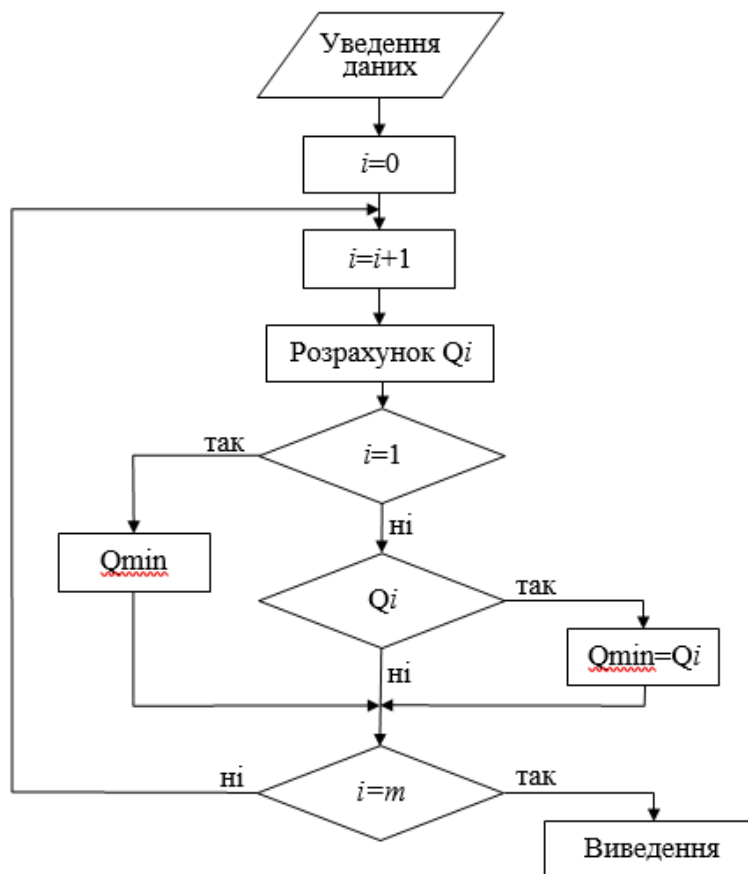 Уведення
даних
i=0
i=i+1
Розрахунок Qi
так
i=1
ні
Qmin
Qi
так
ні
Qmin=Qi
ні
i=m
так
Виведення